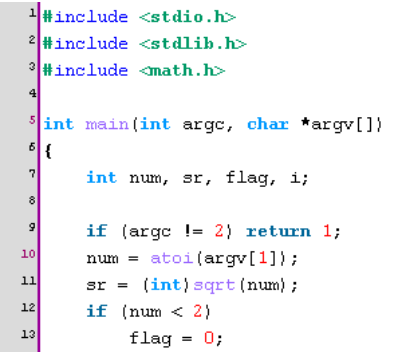 1 #include <stdio.h>
2 #include <stdlib.h>
3 #include <math.h>
4
5 int main(int argc, char *argv[])
6 {
7     int num, sr, flag, i;
8
9     if (argc != 2) return 1;
10     num = atoi(argv[1]);
11     sr = (int)sqrt(num);
12     if (num < 2)
13         flag = 0;